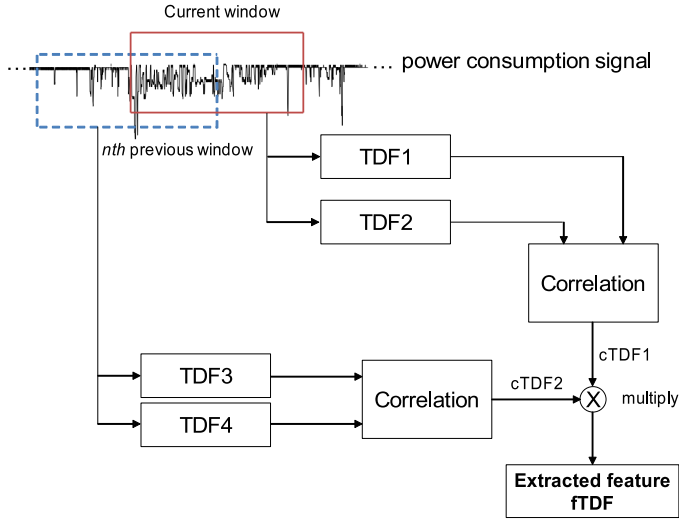 Current window
... power consumption signal
...
nth previous window
TDF1
TDF2
Correlation
cTDF1
TDF3
TDF4
Correlation
cTDF2
X
multiply
Extracted feature
fTDF